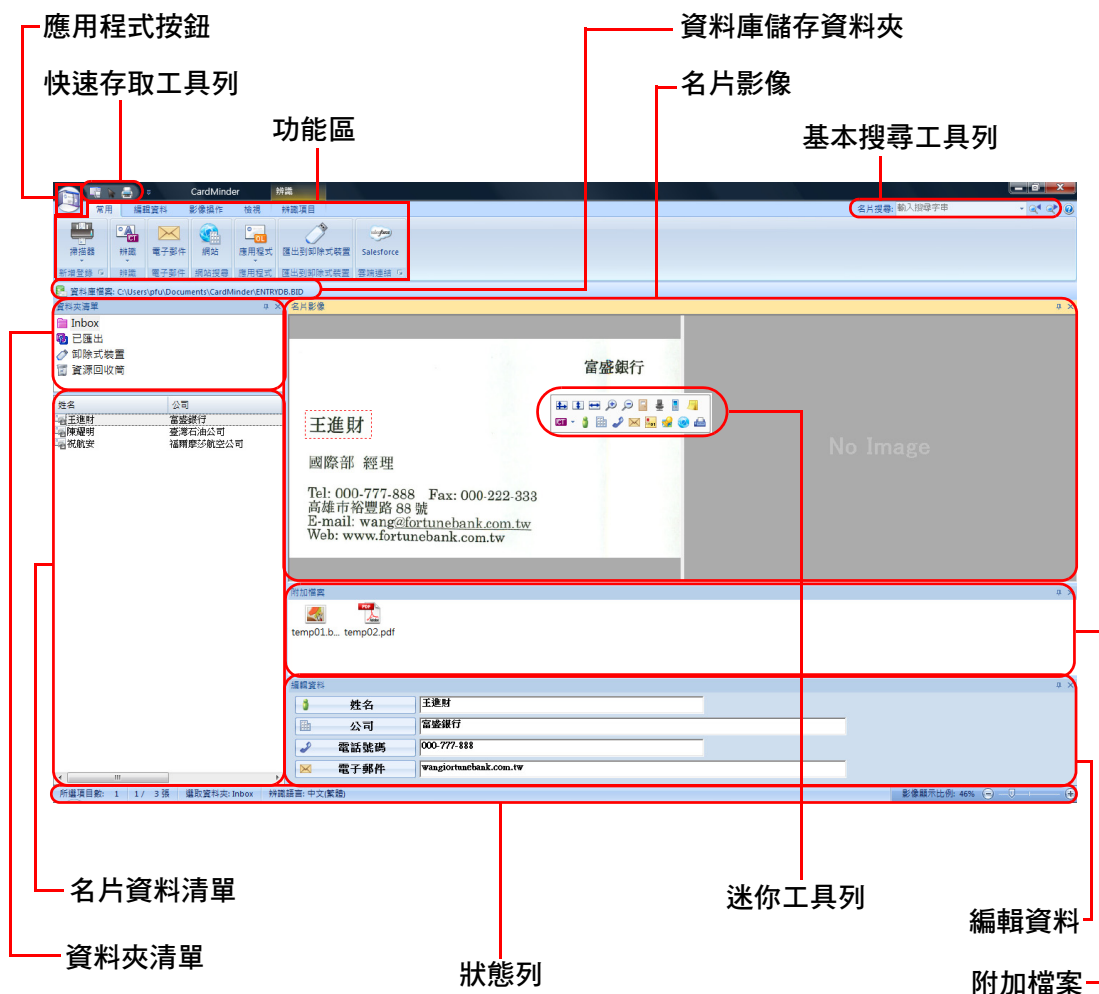 應用程式按鈕
資料庫儲存資料夾
快速存取工具列
名片影像
功能區
基本搜尋工具列
CardMinder 辨識
常用 編輯資料 影像操作 檢視 辨識項目
名片搜尋: 輸入搜尋字串
掃描器 辨識 電子郵件 網站 應用程式 匯出到卸除式裝置 Salesforce
新增登錄 辨識 電子郵件 網站搜尋 應用程式 匯出到卸除式裝置 雲端連結
資料庫檔案: C:\Users\pfu\Documents\CardMinder\ENTRYDB.BID
資料夾清單
Inbox
已匯出
卸除式裝置
資源回收筒
姓名 公司
王進財 富盛銀行
陳曜明 臺灣石油公司
祝航安 福爾摩莎航空公司
名片影像
富盛銀行
王進財
國際部 經理
Tel: 000-777-888 Fax: 000-222-333
高雄市裕豐路 88 號
E-mail: wang@fortunebank.com.tw
Web: www.fortunebank.com.tw
No Image
附加檔案
temp01.b... temp02.pdf
編輯資料
姓名 王進財
公司 富盛銀行
電話號碼 000-777-888
電子郵件 wangiortunebank.com.tw
所選項目數: 1 1 / 3 張 選取資料夾: Inbox 辨識語言: 中文(繁體) 影像顯示比例: 46%
名片資料清單
迷你工具列
編輯資料
資料夾清單
狀態列
附加檔案